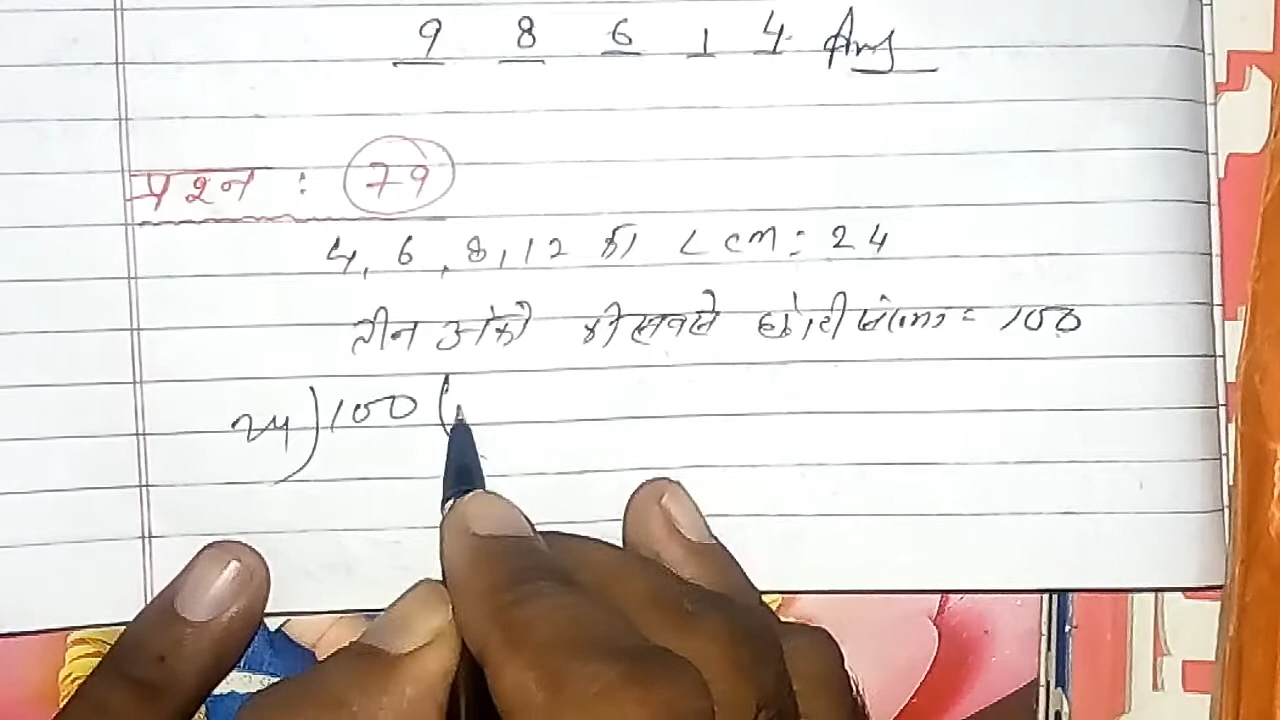 9 8 6 1 4 Ans
प्रश्न : 79
4, 6, 8, 12 का LCM = 24
तीन अंको की सबसे छोटी संख्या = 100
24 ) 100 (